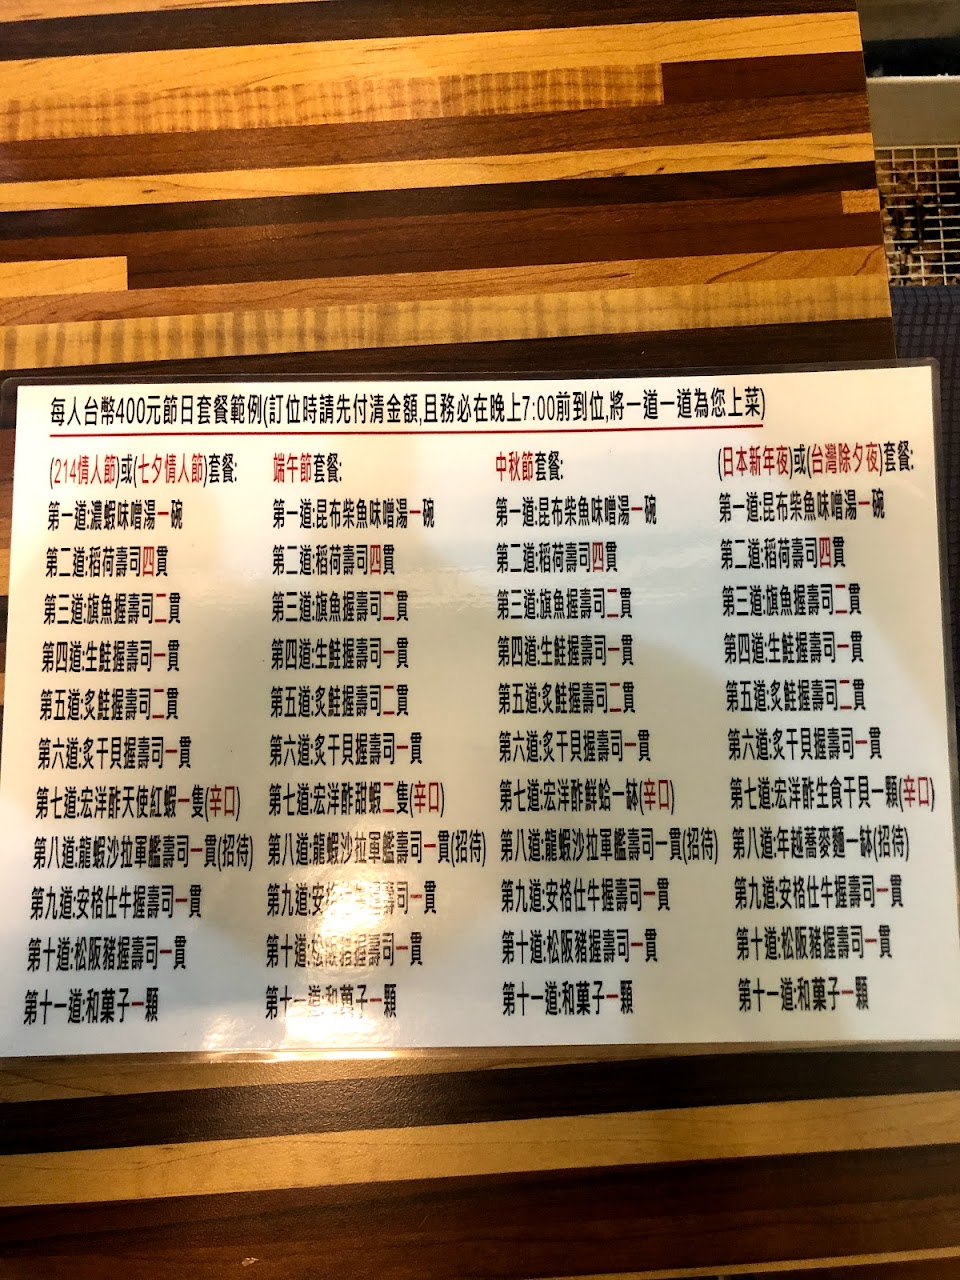 每人台幣400元節日套餐範例(訂位時請先付清金額,且務必在晚上7:00前到位,將一道一道為您上菜)
(214情人節)或(七夕情人節)套餐:
第一道:濃蝦味噌湯一碗
第二道:稻荷壽司四貫
第三道:旗魚握壽司二貫
第四道:生鮭握壽司一貫
第五道:炙鮭握壽司二貫
第六道:炙干貝握壽司一貫
第七道:宏洋酢天使紅蝦一隻(辛口)
第八道:龍蝦沙拉軍艦壽司一貫(招待)
第九道:安格仕牛握壽司一貫
第十道:松阪豬握壽司一貫
第十一道:和菓子一顆
端午節套餐:
第一道:昆布柴魚味噌湯一碗
第二道:稻荷壽司四貫
第三道:旗魚握壽司二貫
第四道:生鮭握壽司一貫
第五道:炙鮭握壽司二貫
第六道:炙干貝握壽司一貫
第七道:宏洋酢甜蝦二隻(辛口)
第八道:龍蝦沙拉軍艦壽司一貫(招待)
第九道:安格仕牛握壽司一貫
第十道:松阪豬握壽司一貫
第十一道:和菓子一顆
中秋節套餐:
第一道:昆布柴魚味噌湯一碗
第二道:稻荷壽司四貫
第三道:旗魚握壽司二貫
第四道:生鮭握壽司一貫
第五道:炙鮭握壽司二貫
第六道:炙干貝握壽司一貫
第七道:宏洋酢鮮蛤一缽(辛口)
第八道:龍蝦沙拉軍艦壽司一貫(招待)
第九道:安格仕牛握壽司一貫
第十道:松阪豬握壽司一貫
第十一道:和菓子一顆
(日本新年夜)或(台灣除夕夜)套餐:
第一道:昆布柴魚味噌湯一碗
第二道:稻荷壽司四貫
第三道:旗魚握壽司二貫
第四道:生鮭握壽司一貫
第五道:炙鮭握壽司二貫
第六道:炙干貝握壽司一貫
第七道:宏洋酢生食干貝一顆(辛口)
第八道:年越蕎麥麵一缽(招待)
第九道:安格仕牛握壽司一貫
第十道:松阪豬握壽司一貫
第十一道:和菓子一顆